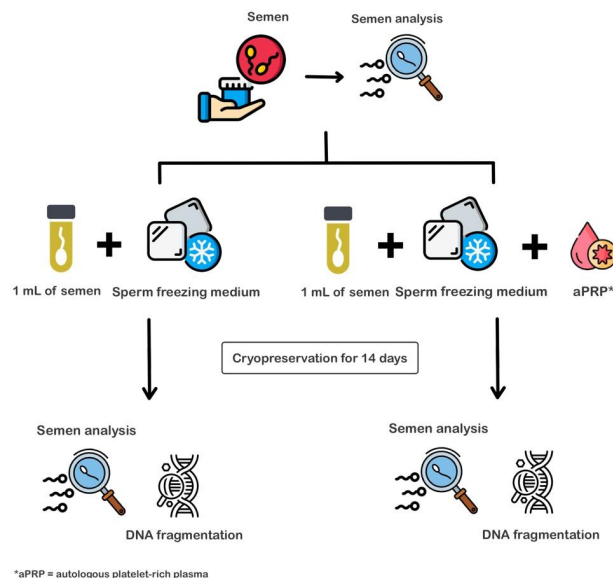 Semen
Semen analysis
1 mL of semen
Sperm freezing medium
1 mL of semen
Sperm freezing medium
aPRP*
Cryopreservation for 14 days
Semen analysis
DNA fragmentation
Semen analysis
DNA fragmentation
*aPRP = autologous platelet-rich plasma